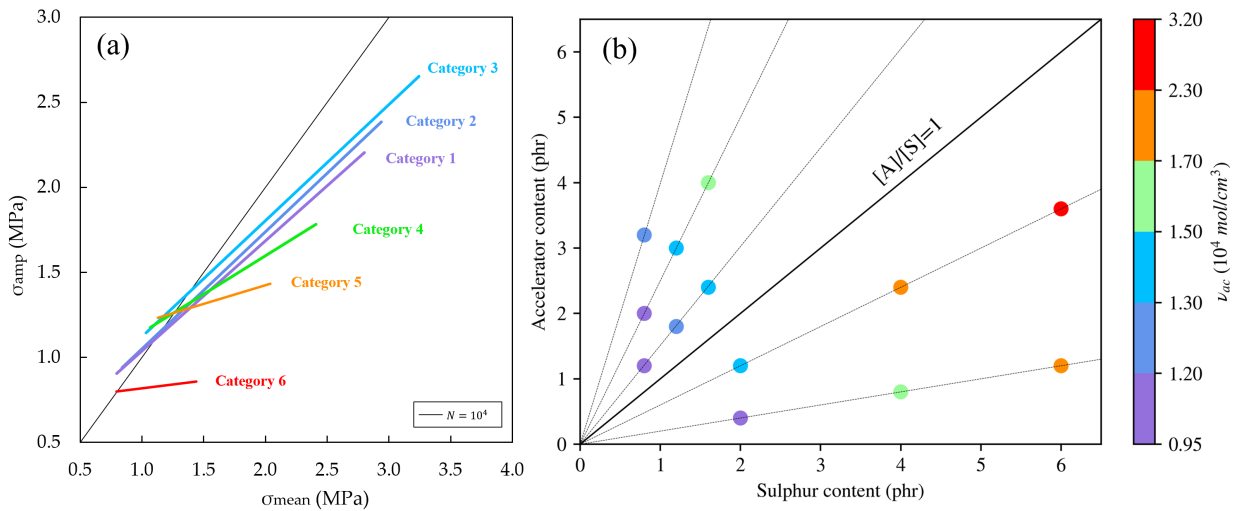 (a)
3.0
2.5
2.0
1.5
1.0
0.5
σamp (MPa)
Category 3
Category 2
Category 1
Category 4
Category 5
Category 6
N = 10⁴
0.5 1.0 1.5 2.0 2.5 3.0 3.5 4.0
σmean (MPa)
(b)
6
5
4
3
2
1
0
Accelerator content (phr)
[A]/[S]=1
0 1 2 3 4 5 6
Sulphur content (phr)
3.20
2.30
1.70
1.50
1.30
1.20
0.95
νac (10⁴ mol/cm³)